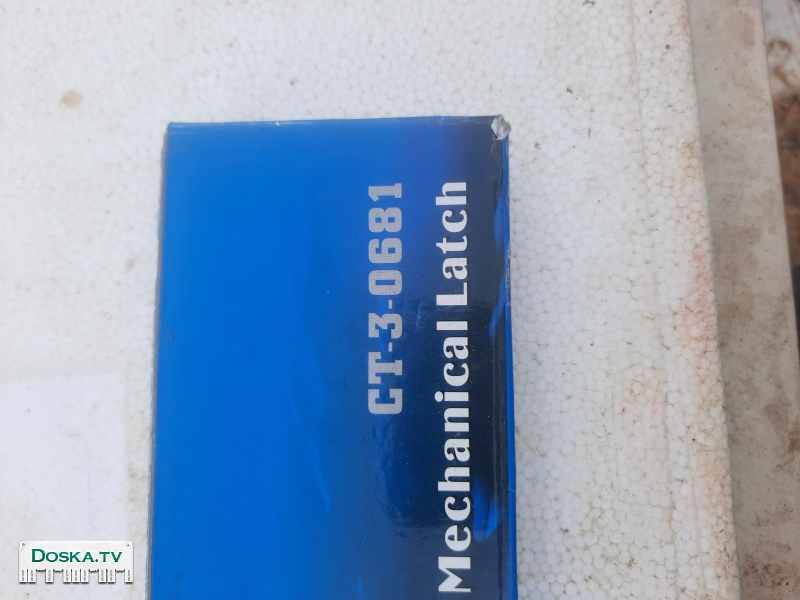 CT-3-0681
Mechanical Latch
DOSKA.TV